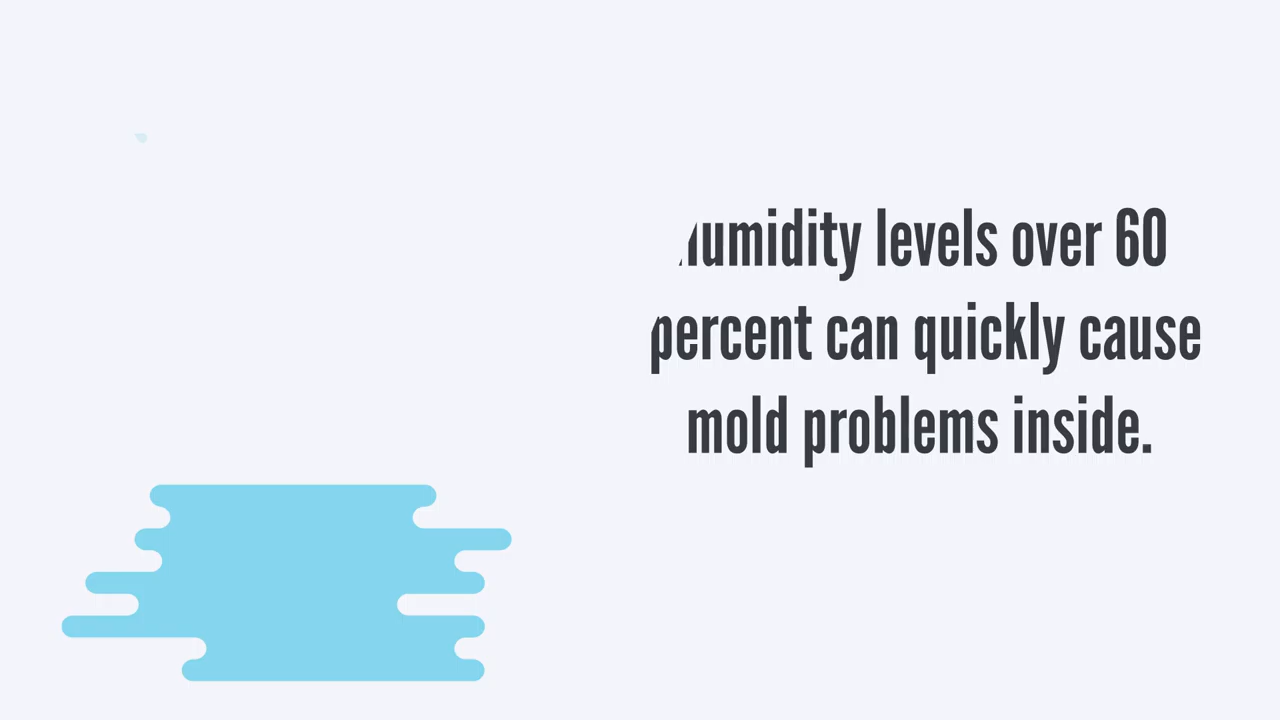 humidity levels over 60
percent can quickly cause
mold problems inside.